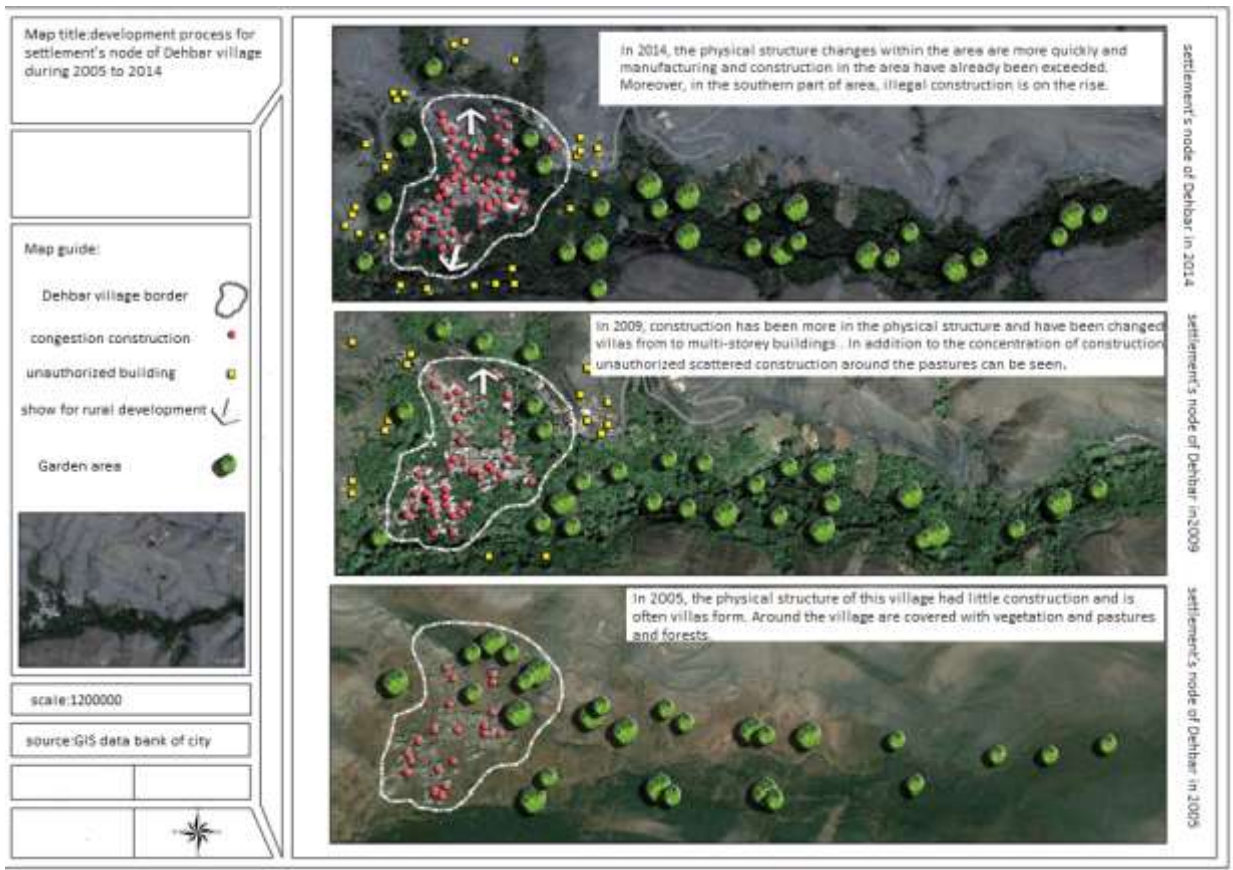 Map title:development process for
settlement's node of Dehbar village
during 2005 to 2014
Map guide:
Dehbar village border
congestion construction
unauthorized building
show for rural development
Garden area
scale:1200000
source:GIS data bank of city
In 2014, the physical structure changes within the area are more quickly and
manufacturing and construction in the area have already been exceeded.
Moreover, in the southern part of area, illegal construction is on the rise.
settlement's node of Dehbar in 2014
In 2009, construction has been more in the physical structure and have been changed
villas from to multi-storey buildings . In addition to the concentration of construction
unauthorized scattered construction around the pastures can be seen.
settlement's node of Dehbar in2009
In 2005, the physical structure of this village had little construction and is
often villas form. Around the village are covered with vegetation and pastures
and forests.
settlement's node of Dehbar in 2005